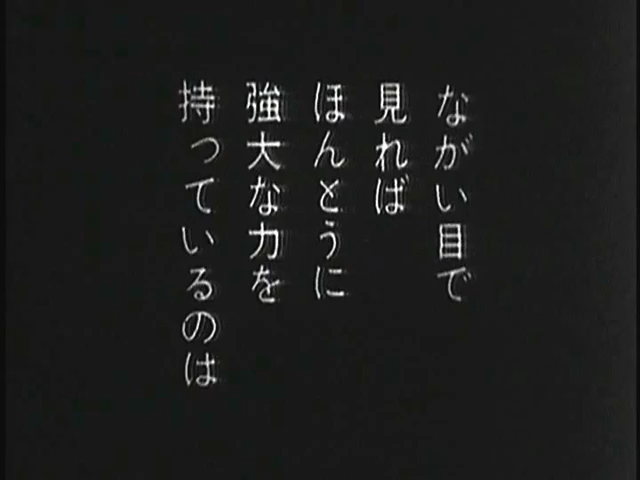 ながい目で
見れば
ほんとうに
強大な力を
持っているのは